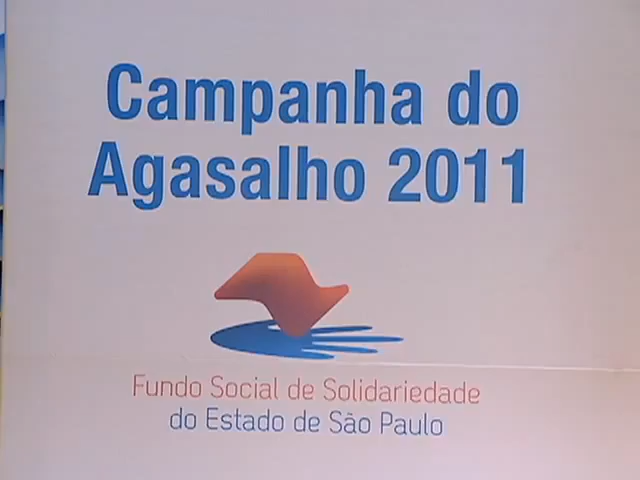 Campanha do
Agasalho 2011
Fundo Social de Solidariedade
do Estado de São Paulo